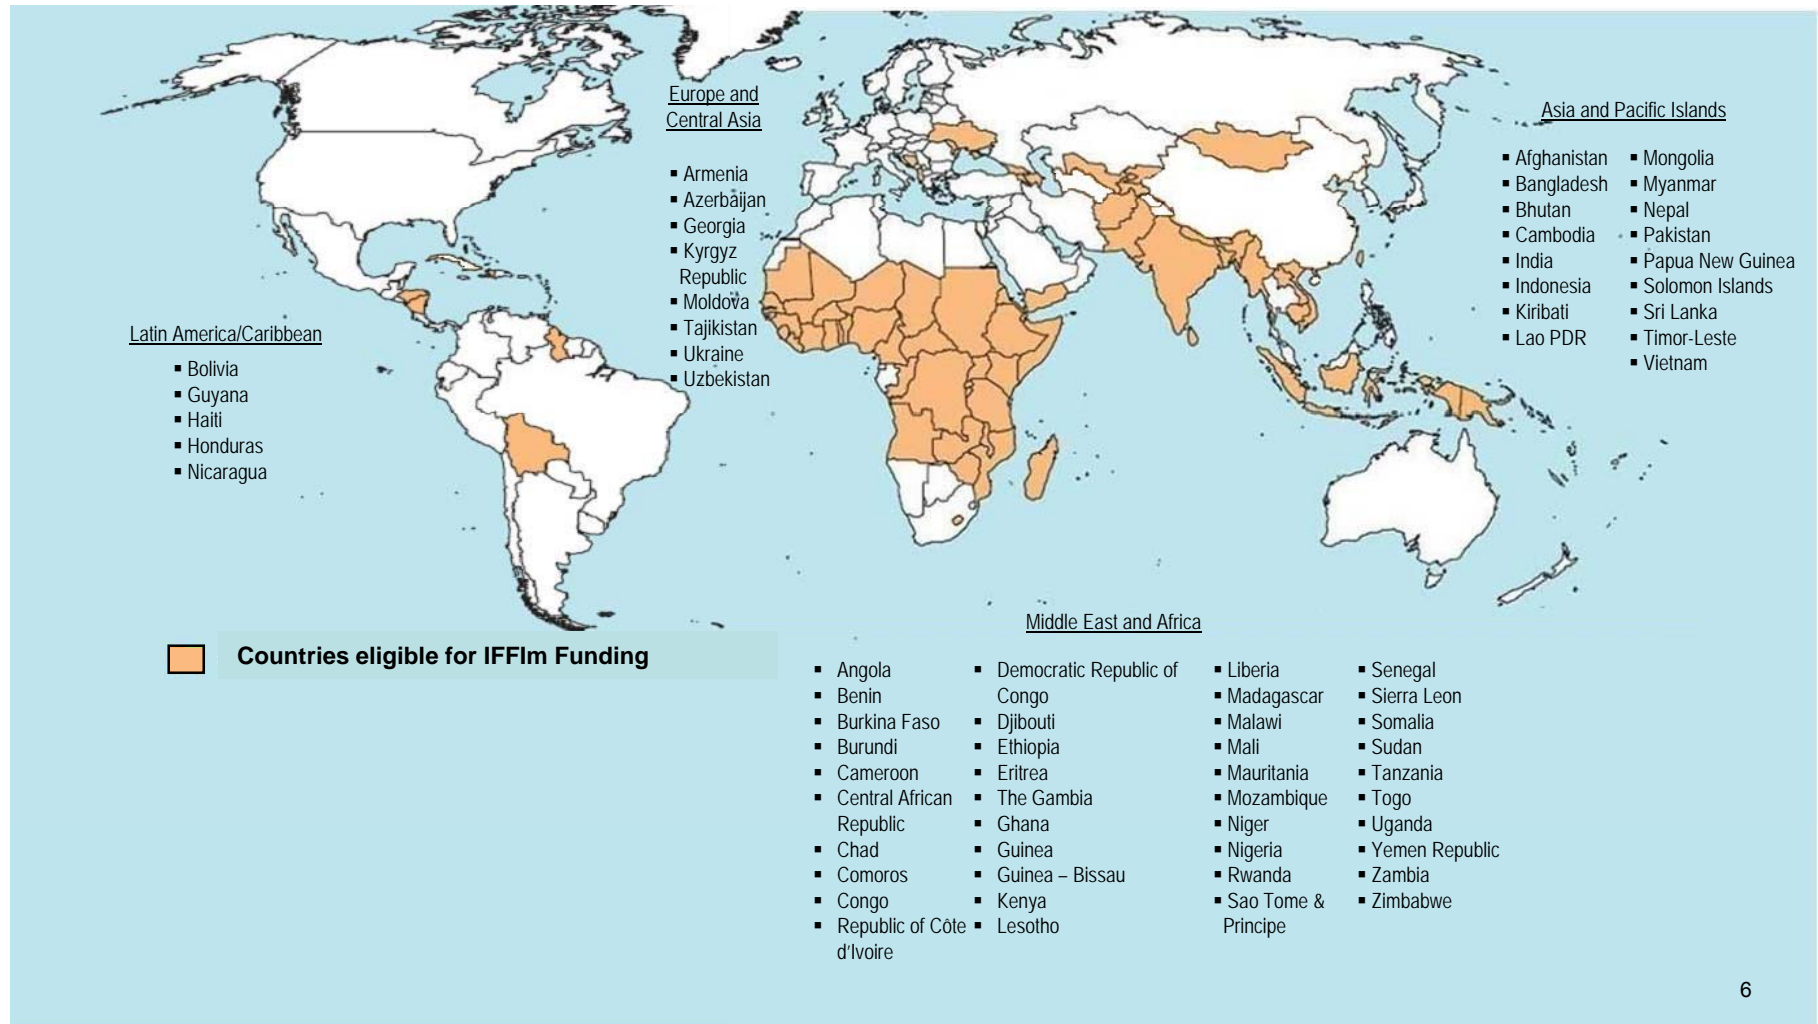 Europe and
Central Asia
▪ Armenia
▪ Azerbaijan
▪ Georgia
▪ Kyrgyz
Republic
▪ Moldova
▪ Tajikistan
▪ Ukraine
▪ Uzbekistan
Asia and Pacific Islands
▪ Afghanistan
▪ Bangladesh
▪ Bhutan
▪ Cambodia
▪ India
▪ Indonesia
▪ Kiribati
▪ Lao PDR
▪ Mongolia
▪ Myanmar
▪ Nepal
▪ Pakistan
▪ Papua New Guinea
▪ Solomon Islands
▪ Sri Lanka
▪ Timor-Leste
▪ Vietnam
Latin America/Caribbean
▪ Bolivia
▪ Guyana
▪ Haiti
▪ Honduras
▪ Nicaragua
Countries eligible for IFFIm Funding
Middle East and Africa
▪ Angola
▪ Benin
▪ Burkina Faso
▪ Burundi
▪ Cameroon
▪ Central African
Republic
▪ Chad
▪ Comoros
▪ Congo
▪ Republic of Côte
d'Ivoire
▪ Democratic Republic of
Congo
▪ Djibouti
▪ Ethiopia
▪ Eritrea
▪ The Gambia
▪ Ghana
▪ Guinea
▪ Guinea – Bissau
▪ Kenya
▪ Lesotho
▪ Liberia
▪ Madagascar
▪ Malawi
▪ Mali
▪ Mauritania
▪ Mozambique
▪ Niger
▪ Nigeria
▪ Rwanda
▪ Sao Tome &
Principe
▪ Senegal
▪ Sierra Leon
▪ Somalia
▪ Sudan
▪ Tanzania
▪ Togo
▪ Uganda
▪ Yemen Republic
▪ Zambia
▪ Zimbabwe
6